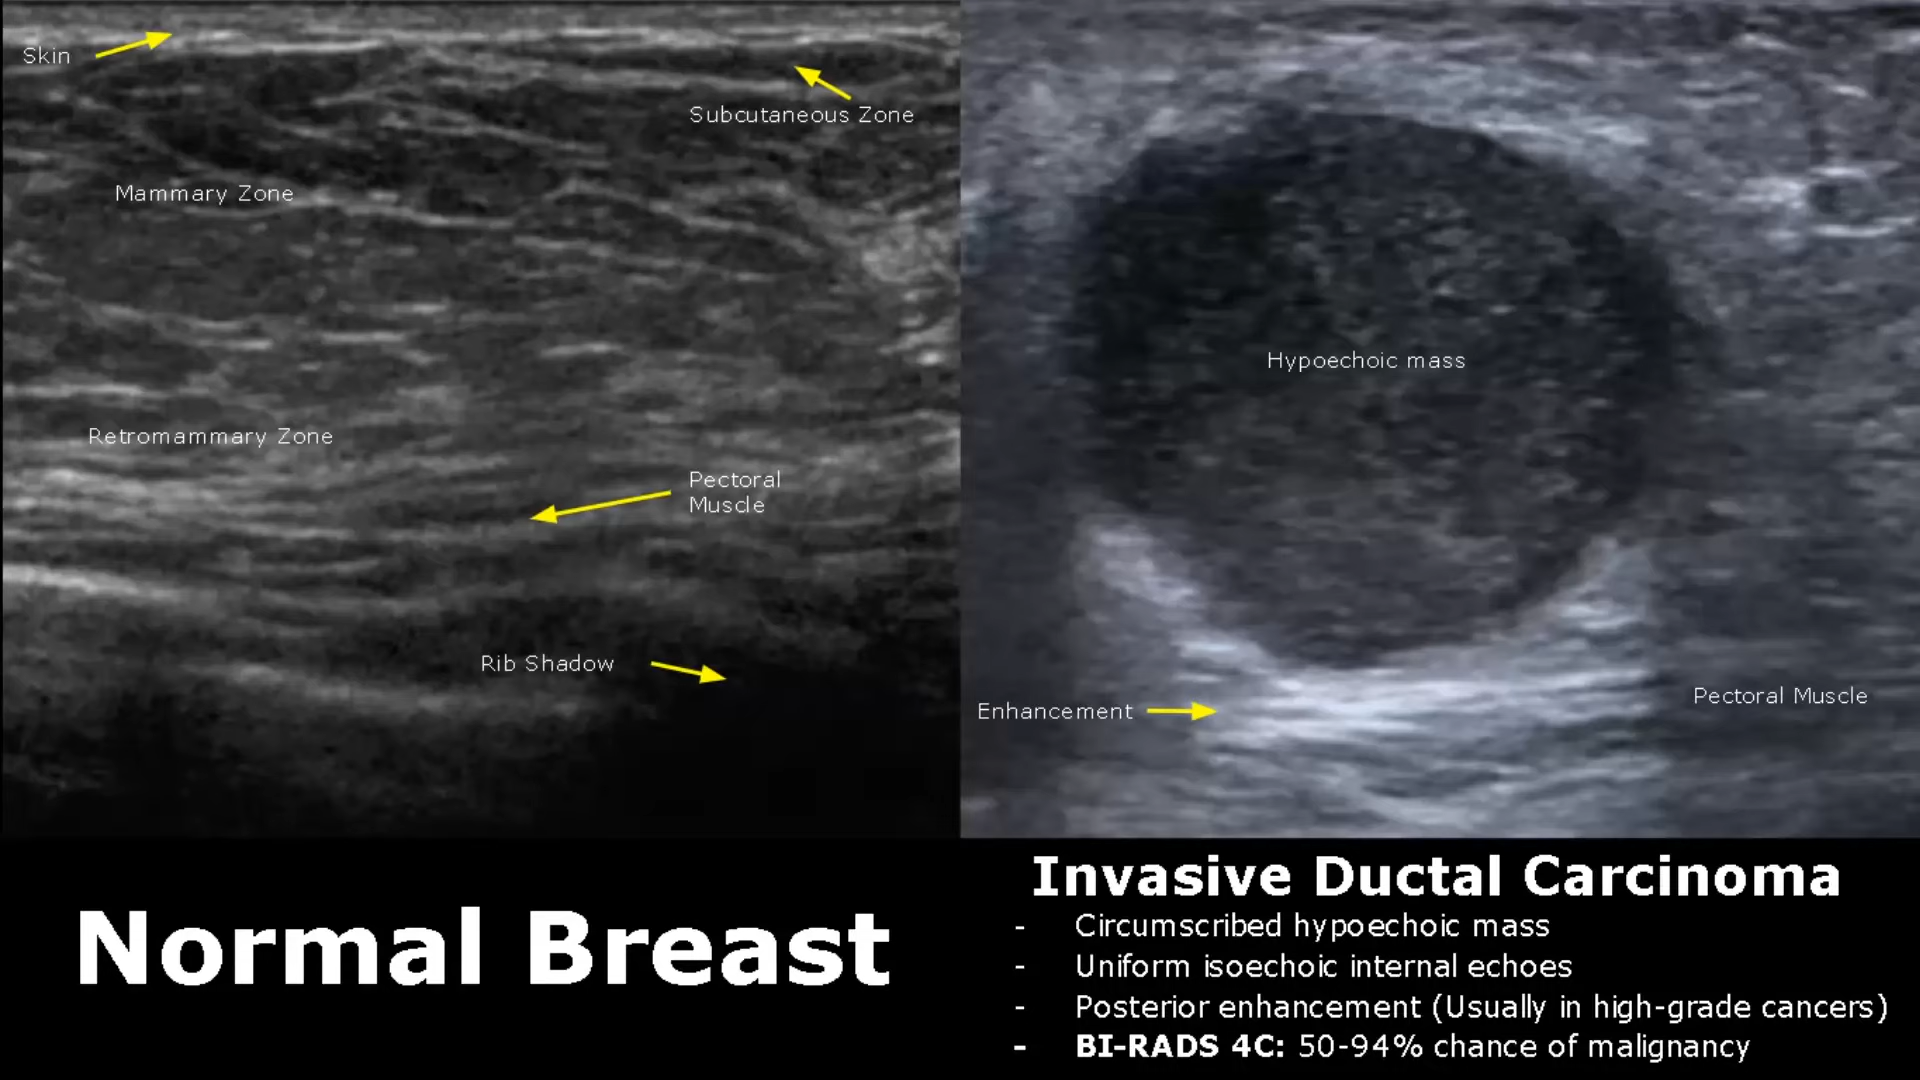 Skin
Subcutaneous Zone
Mammary Zone
Retromammary Zone
Pectoral
Muscle
Rib Shadow
Normal Breast
Hypoechoic mass
Enhancement
Pectoral Muscle
Invasive Ductal Carcinoma
- Circumscribed hypoechoic mass
- Uniform isoechoic internal echoes
- Posterior enhancement (Usually in high-grade cancers)
- BI-RADS 4C: 50-94% chance of malignancy